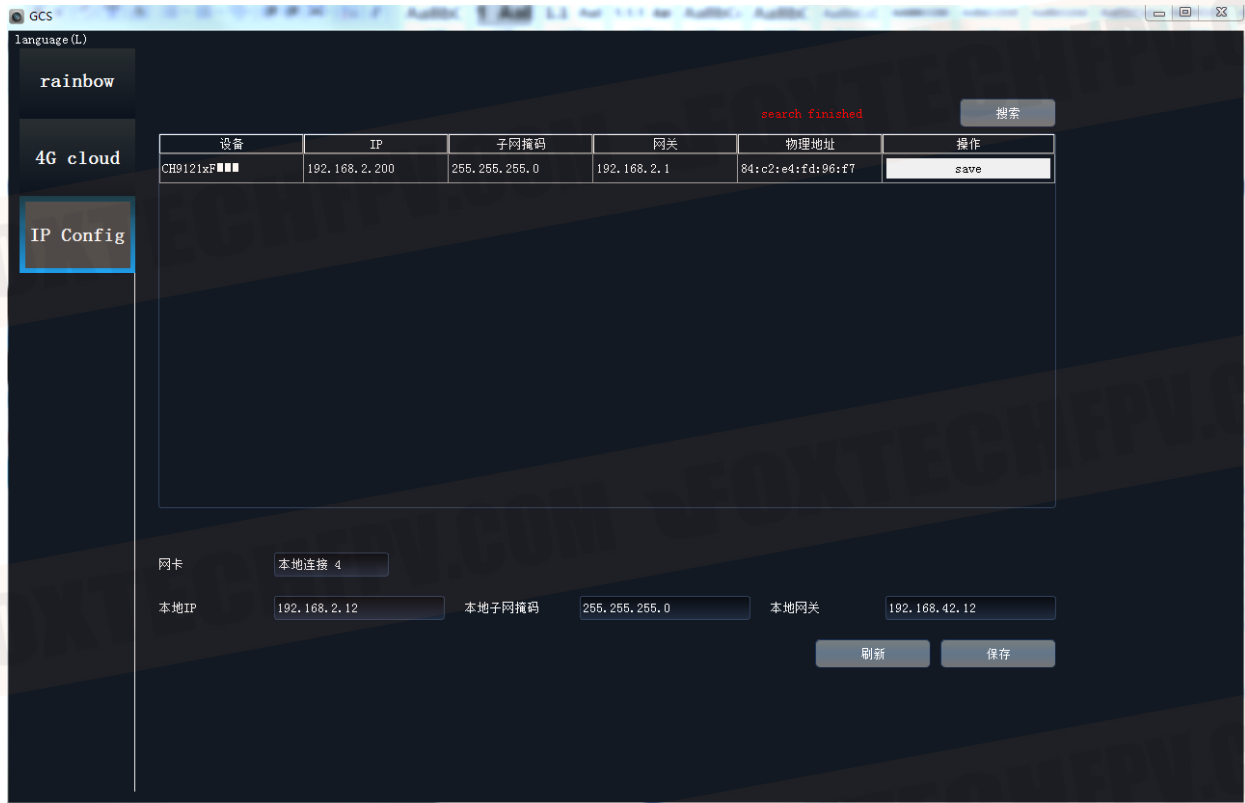 GCS
language(L)
rainbow
4G cloud
IP Config
search finished
搜索
设备 IP 子网掩码 网关 物理地址 操作
CH9121xF 192.168.2.200 255.255.255.0 192.168.2.1 84:c2:e4:fd:96:f7 save
网卡 本地连接 4
本地IP 192.168.2.12 本地子网掩码 255.255.255.0 本地网关 192.168.42.12
刷新 保存
FOXTECHFPV.COM